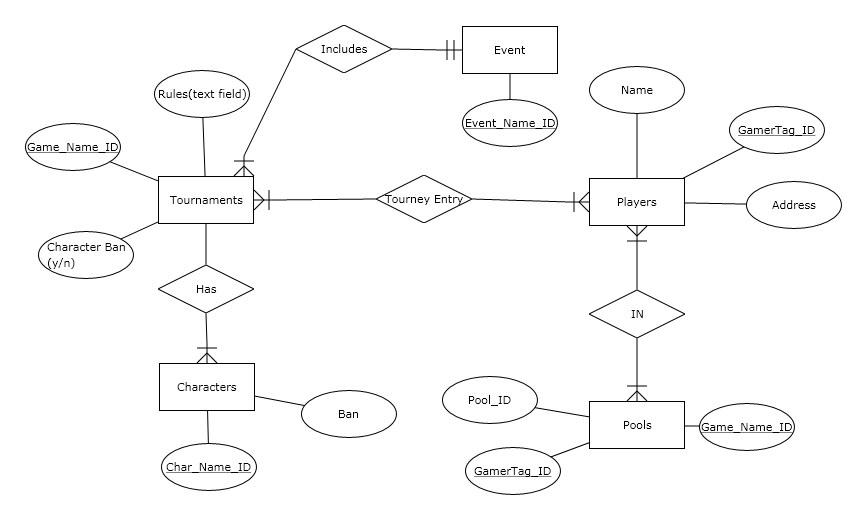 Includes
Event
Rules(text field)
Name
Event_Name_ID
GamerTag_ID
Game_Name_ID
Tournaments
Tourney Entry
Players
Address
Character Ban
(y/n)
Has
IN
Characters
Ban
Pool_ID
Pools
Game_Name_ID
Char_Name_ID
GamerTag_ID